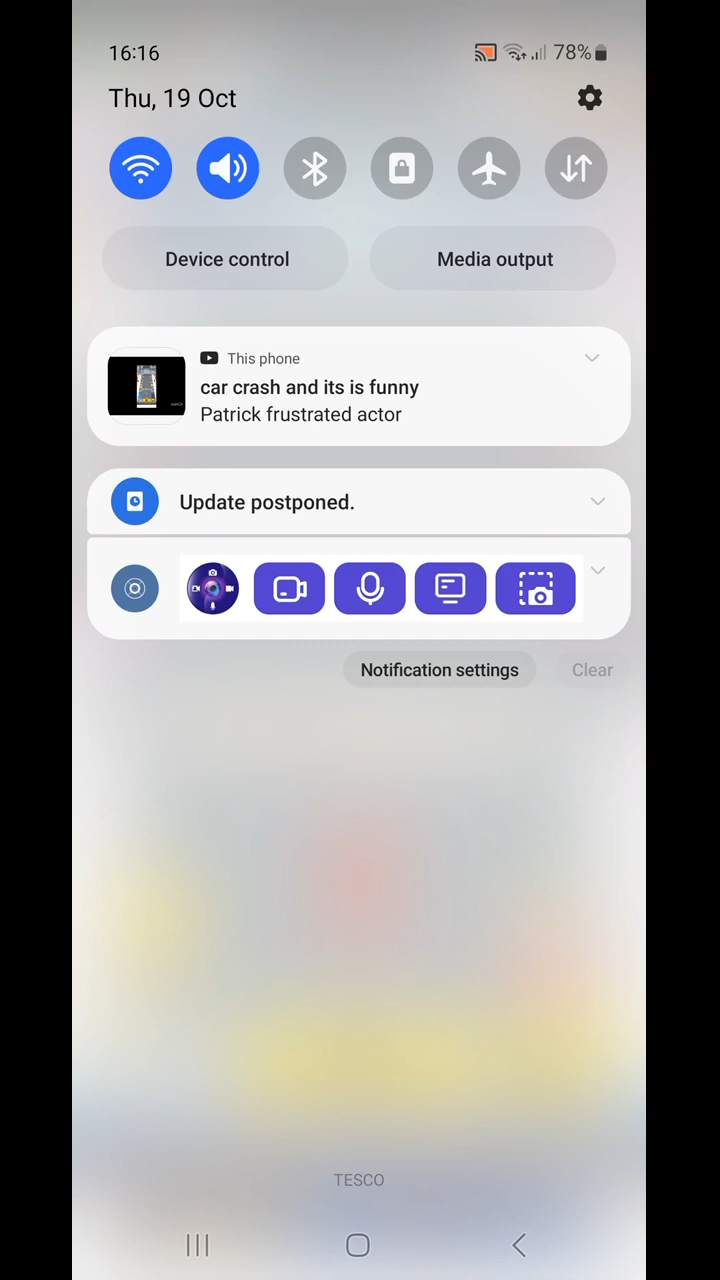 16:16
78%
Thu, 19 Oct
Device control
Media output
This phone
car crash and its is funny
Patrick frustrated actor
Update postponed.
Notification settings
Clear
TESCO